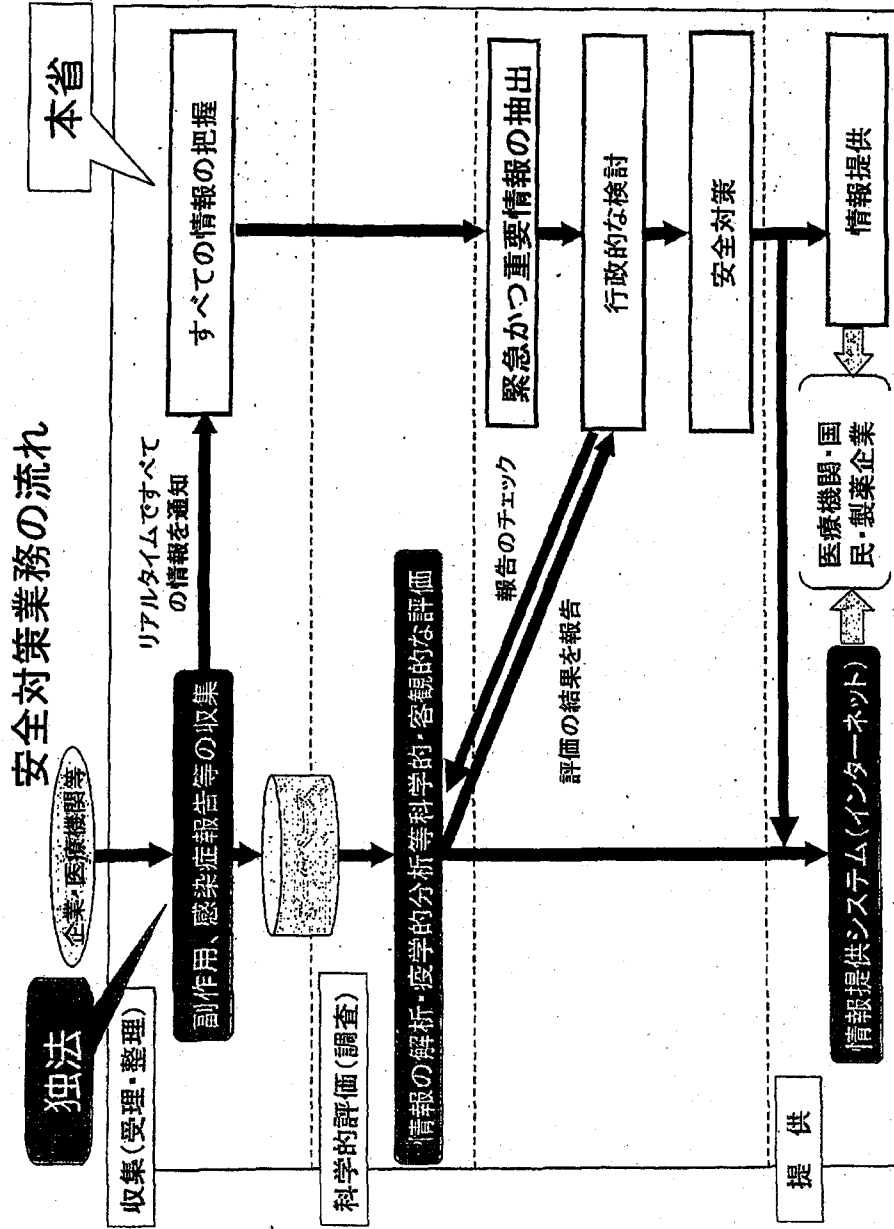 安全対策業務の流れ
独法
企業・医療機関等
本省
収集(受理・整理)
副作用、感染症報告等の収集
リアルタイムですべて
の情報を通知
すべての情報の把握
科学的評価(調査)
情報の解析・疫学的分析等科学的・客観的な評価
報告のチェック
評価の結果を報告
緊急かつ重要情報の抽出
行政的な検討
安全対策
提 供
情報提供システム(インターネット)
医療機関・国
民・製薬企業
情報提供